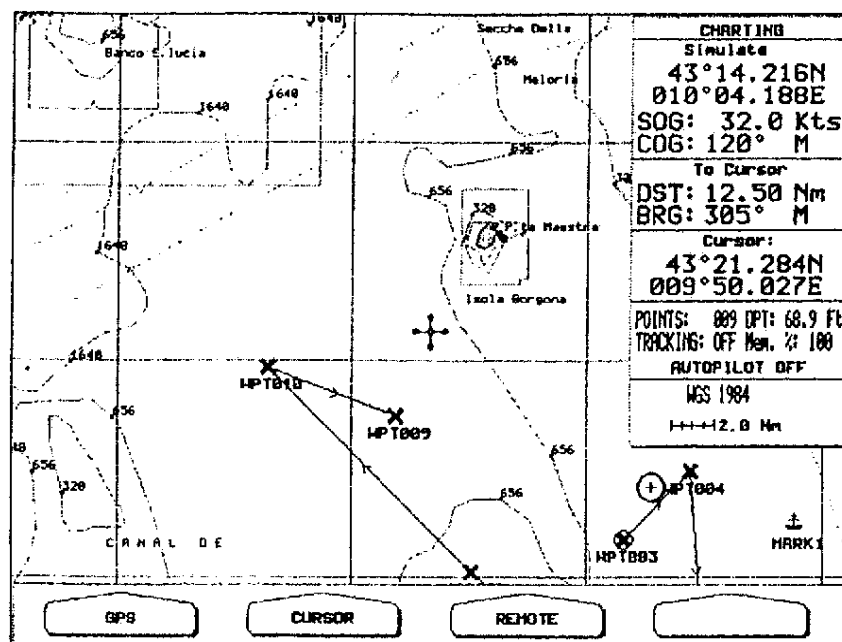 656
Banco S.lucia
1640
Secche Della
656
Meloria
1640
1640
656
656
320
P.ta Maestra
1640
Isola Gorgona
1640
WPT010
WPT009
656
656
656
320
656
WPT004
WPT003
MARK1
CANAL DE
CHARTING
Simulate
43°14.216N
010°04.188E
SOG: 32.0 Kts
COG: 120° M
To Cursor
DST: 12.50 Nm
BRG: 305° M
Cursor:
43°21.284N
009°50.027E
POINTS: 009 DPT: 68.9 Ft
TRACKING: OFF Mem. %: 100
AUTOPILOT OFF
WGS 1984
2.0 Nm
GPS
CURSOR
REMOTE